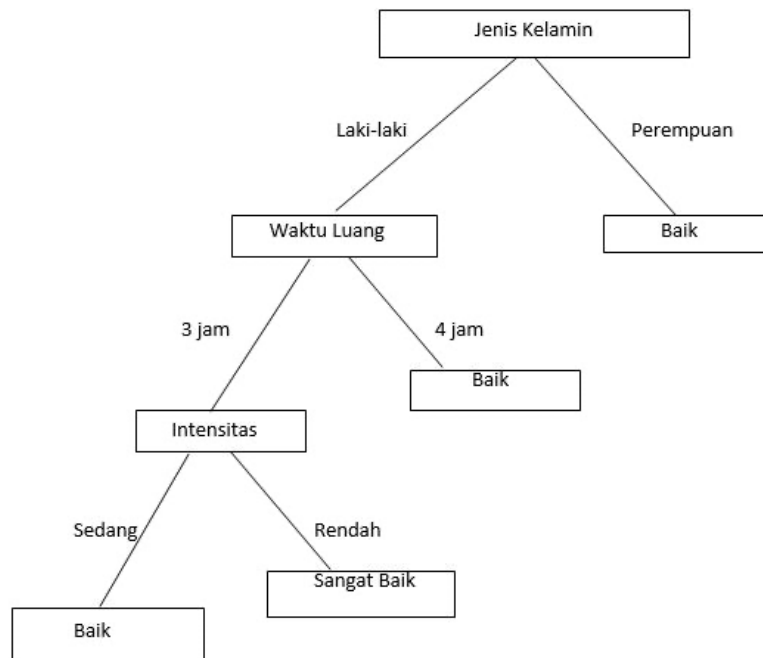 Jenis Kelamin
Laki-laki
Perempuan
Waktu Luang
Baik
3 jam
4 jam
Baik
Intensitas
Sedang
Rendah
Sangat Baik
Baik